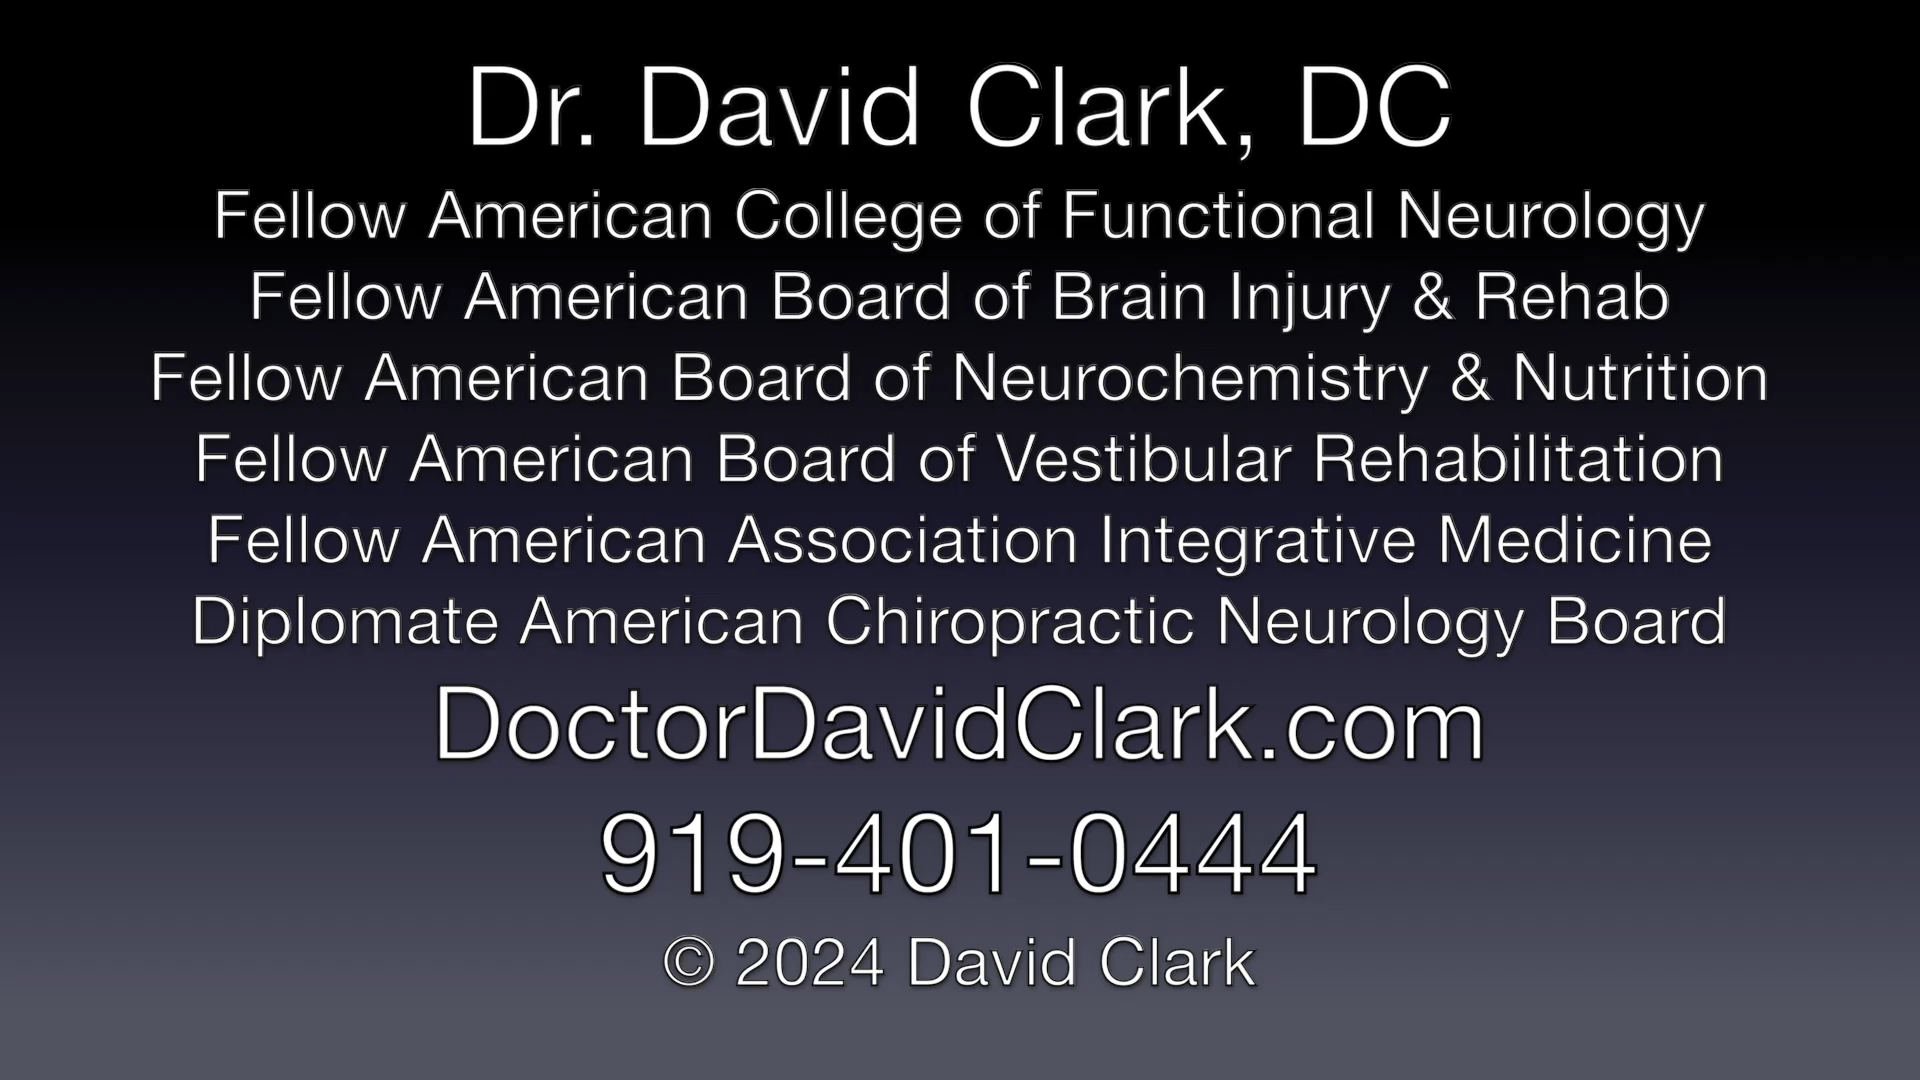 Dr. David Clark, DC
Fellow American College of Functional Neurology
Fellow American Board of Brain Injury & Rehab
Fellow American Board of Neurochemistry & Nutrition
Fellow American Board of Vestibular Rehabilitation
Fellow American Association Integrative Medicine
Diplomate American Chiropractic Neurology Board
DoctorDavidClark.com
919-401-0444
© 2024 David Clark